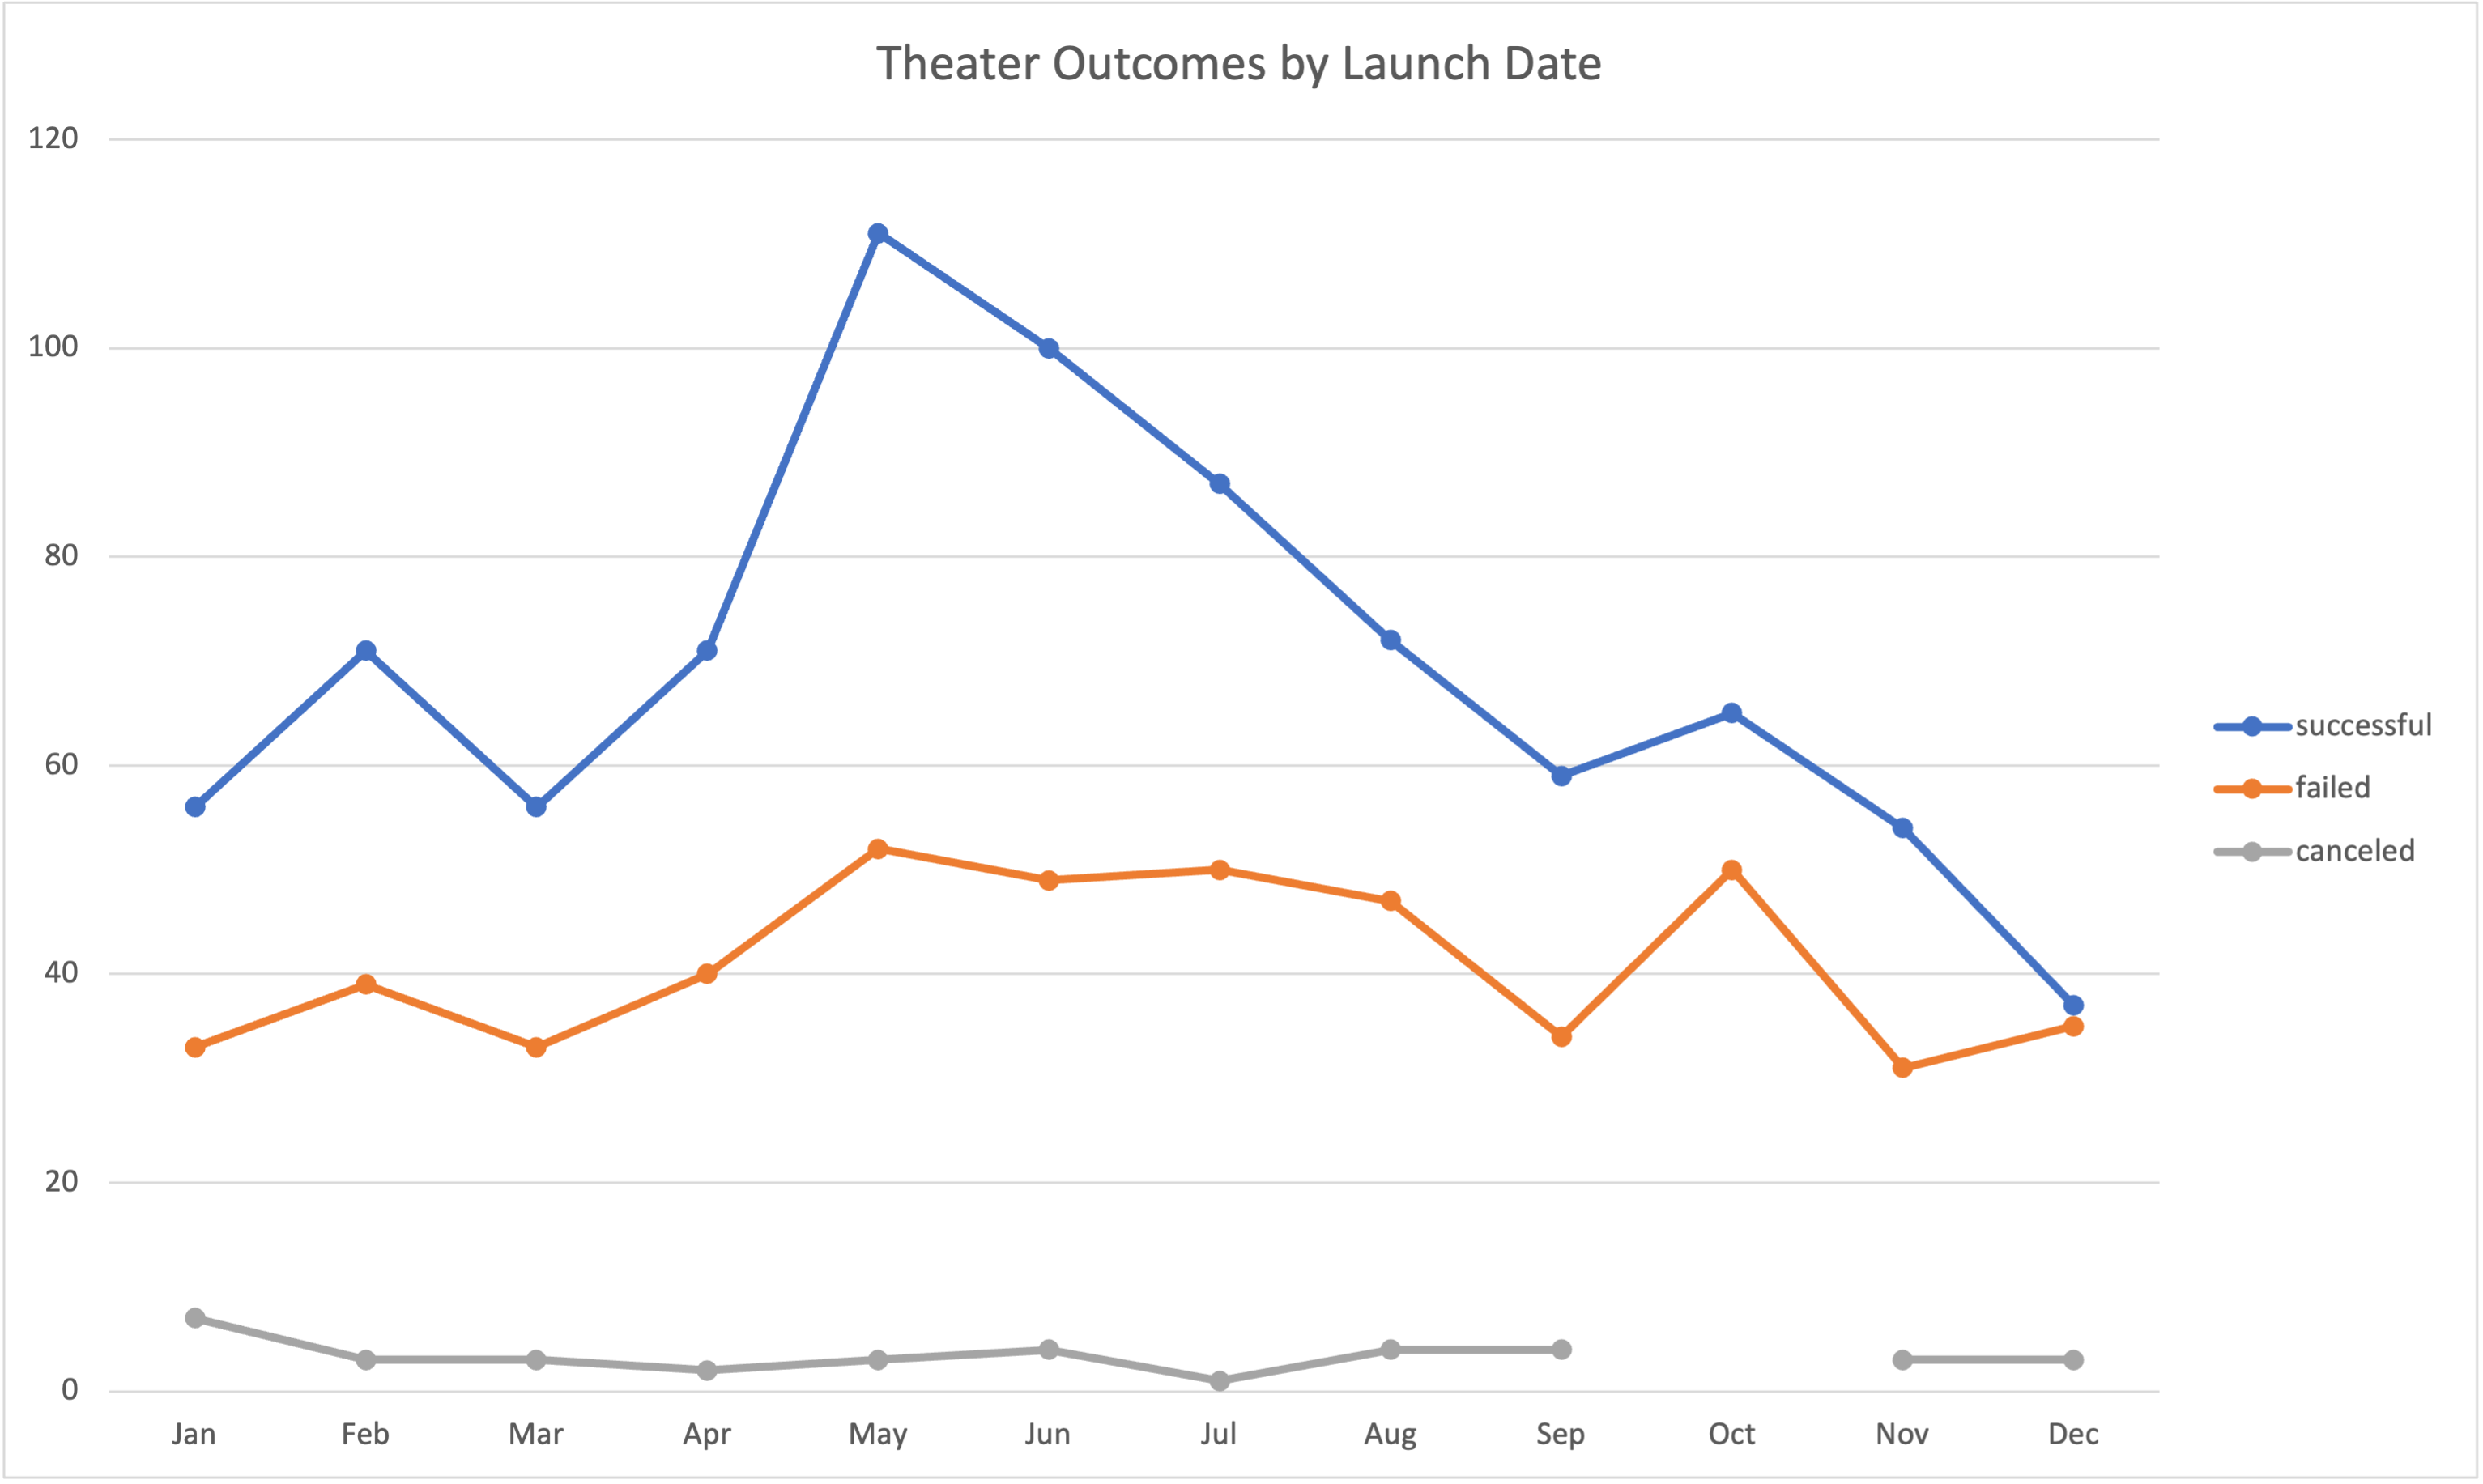 Theater Outcomes by Launch Date
120
100
80
60
40
20
0
Jan Feb Mar Apr May Jun Jul Aug Sep Oct Nov Dec
successful
failed
canceled